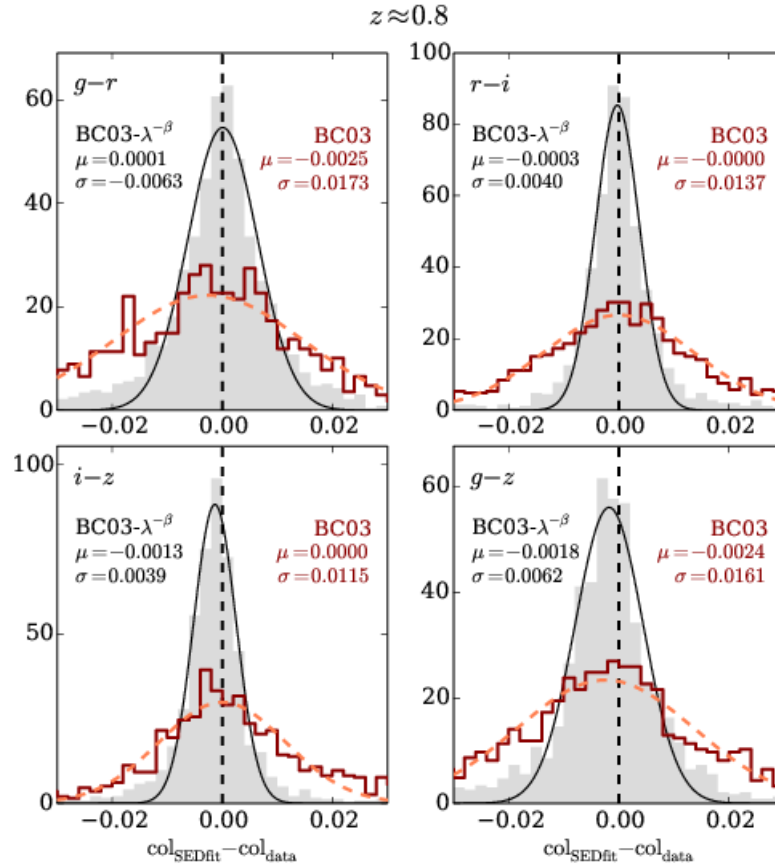 z≈0.8
g−r
BC03-λ^−β
μ=0.0001
σ=−0.0063
BC03
μ=−0.0025
σ=0.0173
60
40
20
0
−0.02
0.00
0.02
r−i
BC03-λ^−β
μ=−0.0003
σ=0.0040
BC03
μ=−0.0000
σ=0.0137
100
80
60
40
20
0
−0.02
0.00
0.02
i−z
BC03-λ^−β
μ=−0.0013
σ=0.0039
BC03
μ=0.0000
σ=0.0115
100
50
0
−0.02
0.00
0.02
col_SEDfit−col_data
g−z
BC03-λ^−β
μ=−0.0018
σ=0.0062
BC03
μ=−0.0024
σ=0.0161
60
40
20
0
−0.02
0.00
0.02
col_SEDfit−col_data